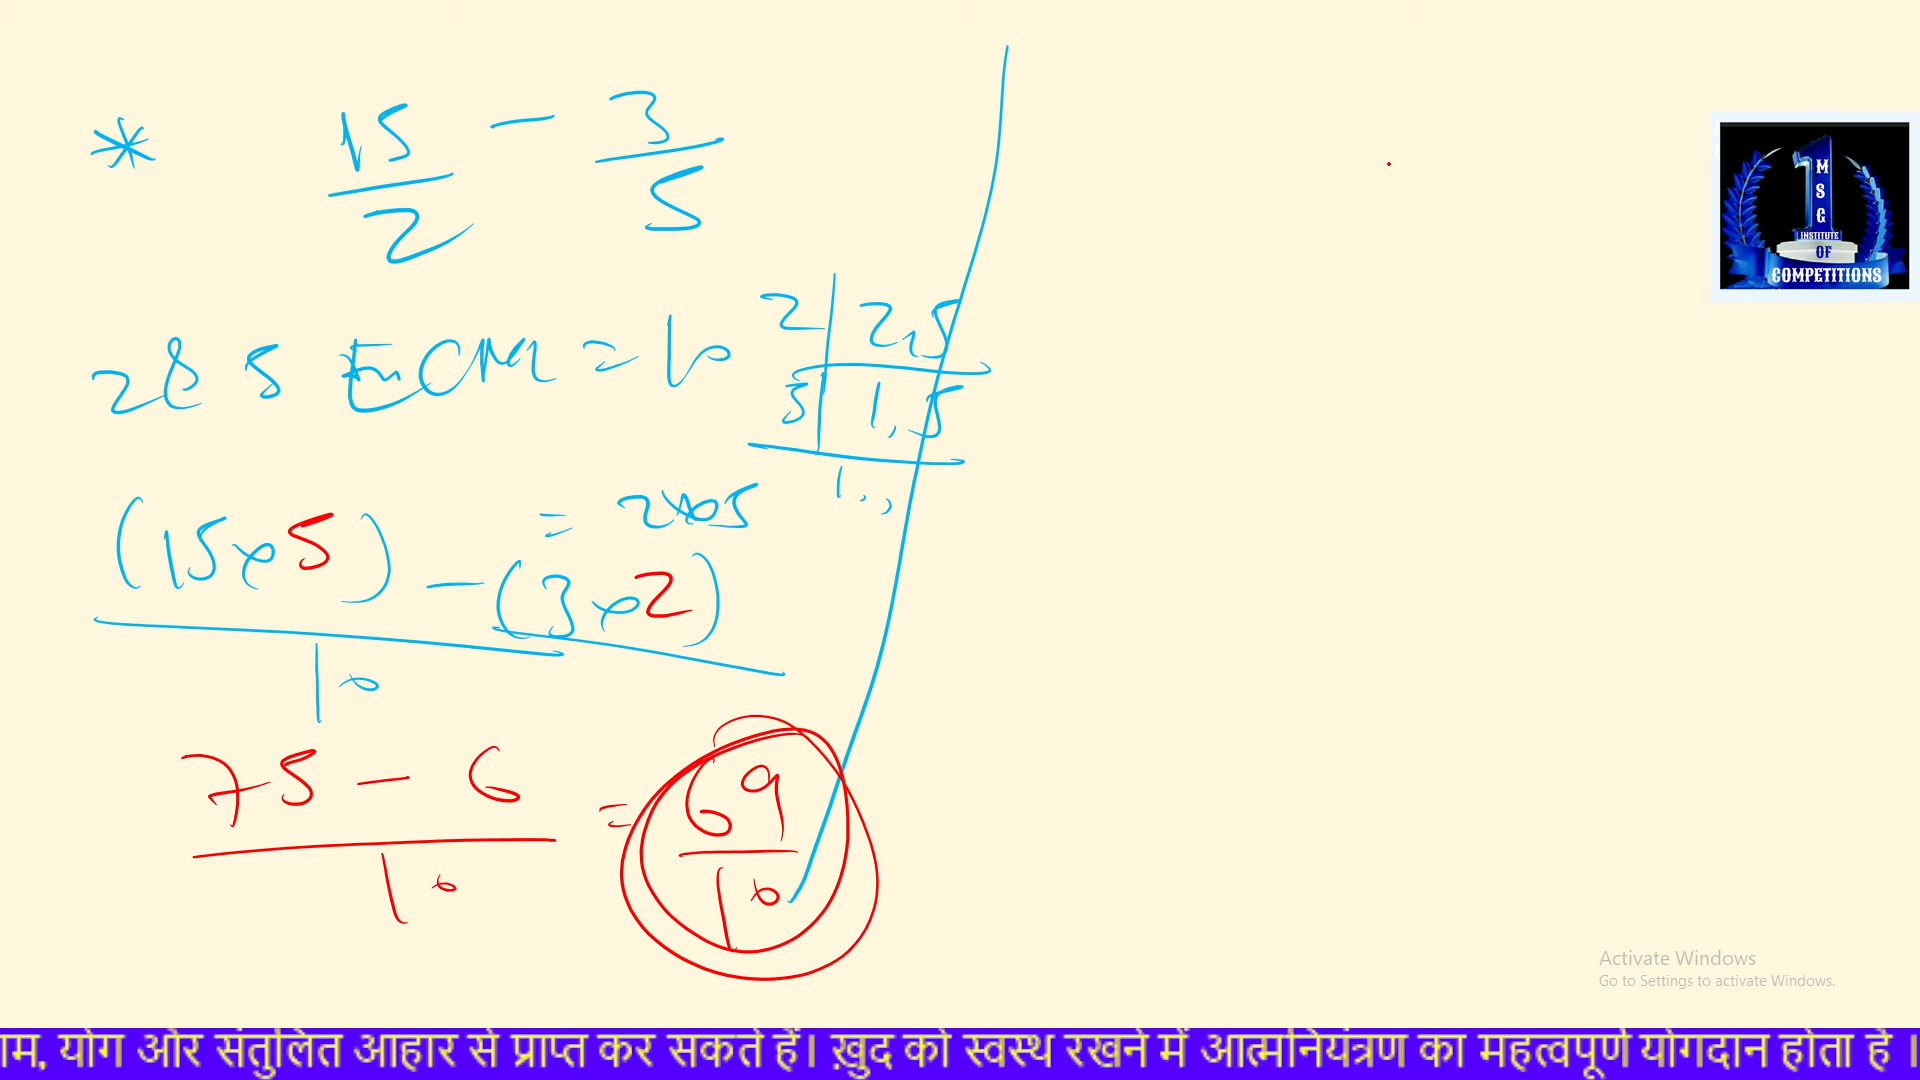 * 15/2 - 3/5
2 & 5 LCM = 10
2 | 2,5
5 | 1,5
1,,
= 2×5
(15×5) - (3×2)
10
75 - 6 / 10 = 69/10
M
S
G
INSTITUTE
OF
COMPETITIONS
Activate Windows
Go to Settings to activate Windows.
योग और संतुलित आहार से प्राप्त कर सकते हैं। ख़ुद को स्वस्थ रखने में आत्मनियंत्रण का महत्वपूर्ण योगदान होता है ।